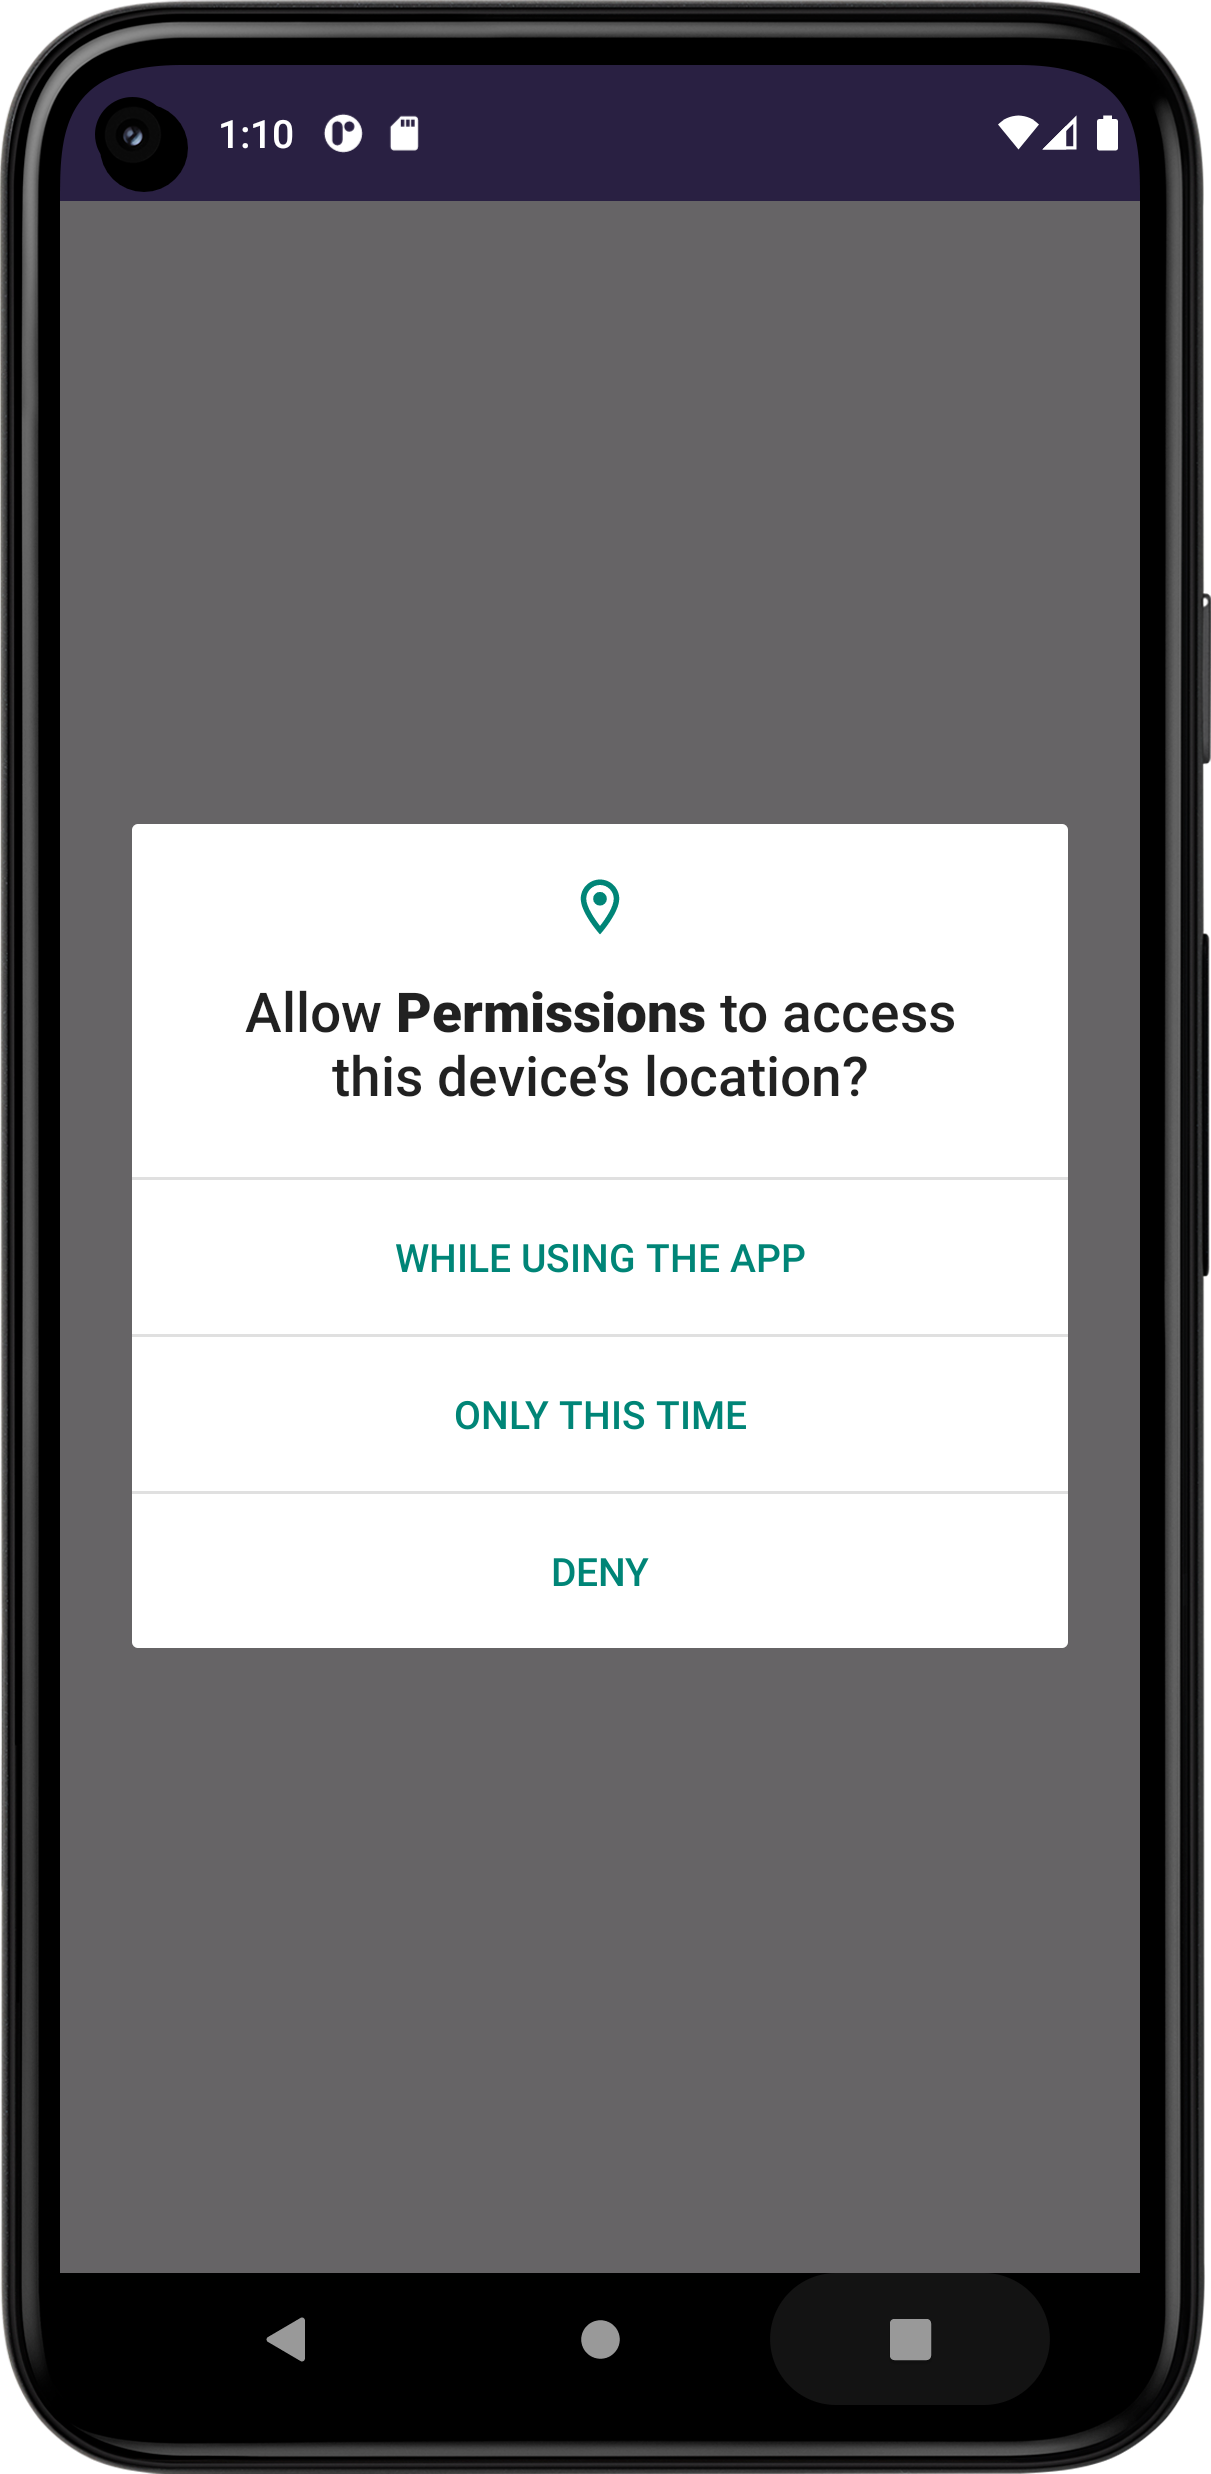 1:10
Allow Permissions to access
this device’s location?
WHILE USING THE APP
ONLY THIS TIME
DENY